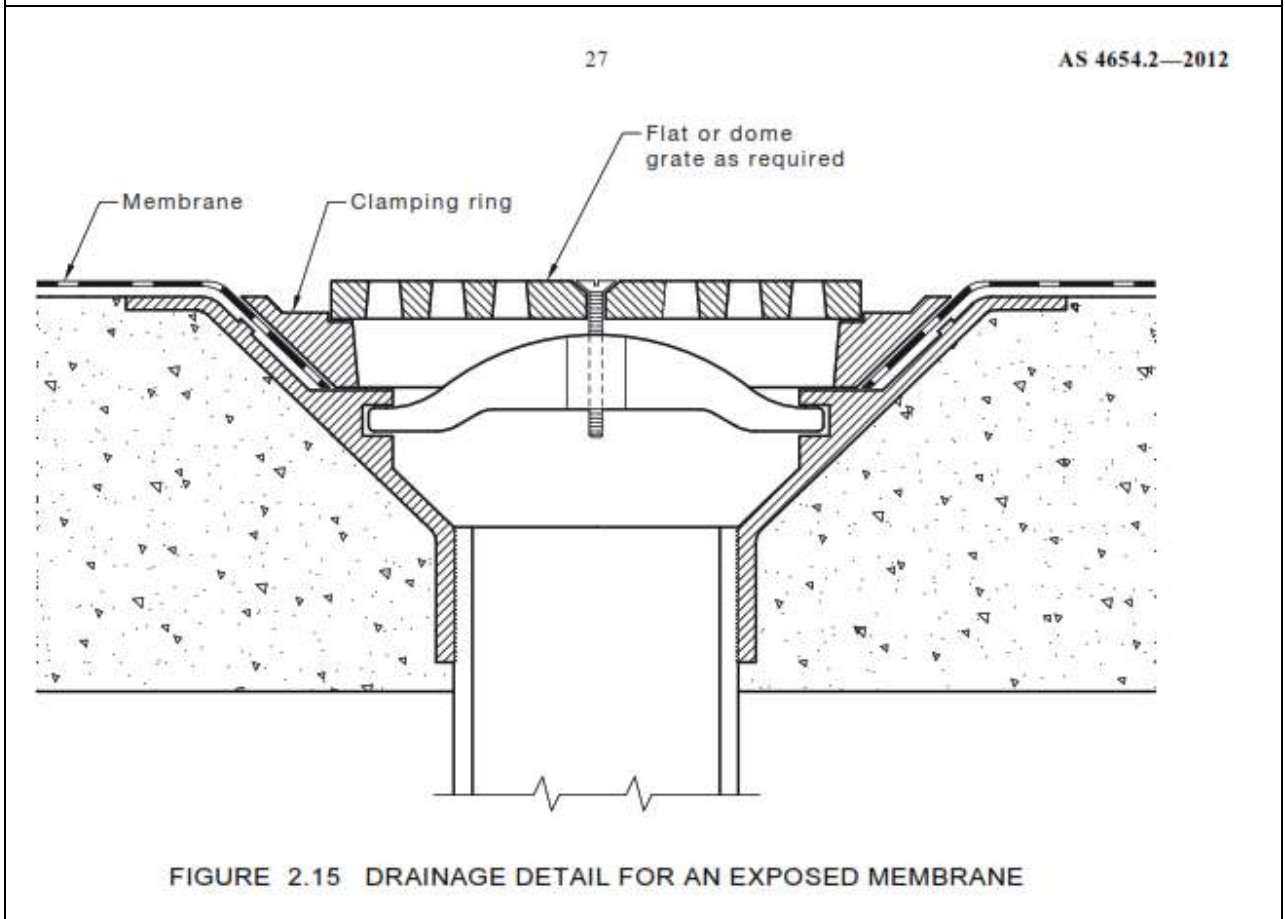 27
AS 4654.2—2012
Flat or dome
grate as required
Membrane
Clamping ring
FIGURE 2.15 DRAINAGE DETAIL FOR AN EXPOSED MEMBRANE